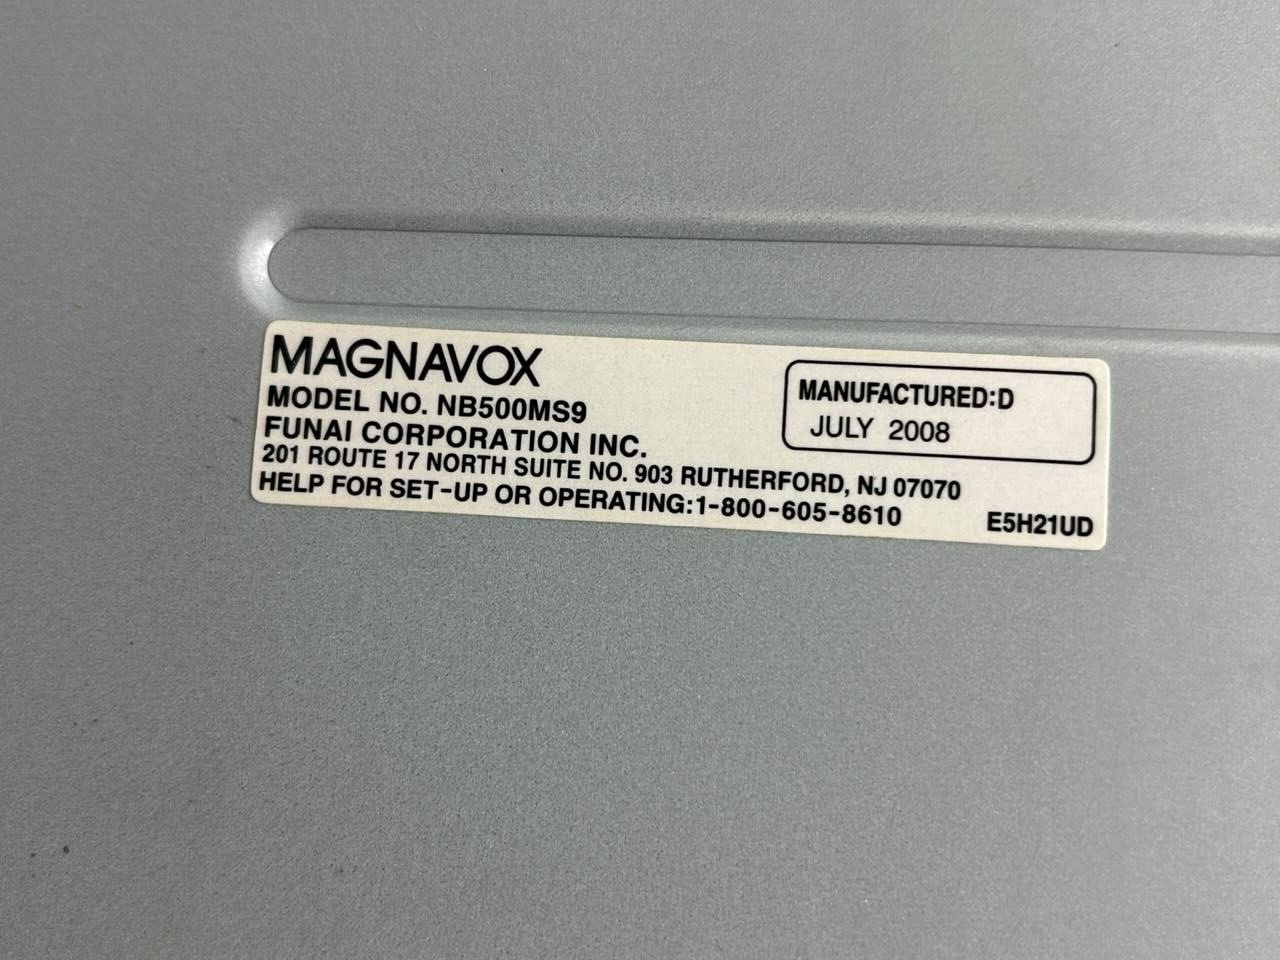 MAGNAVOX
MODEL NO. NB500MS9
FUNAI CORPORATION INC.
201 ROUTE 17 NORTH SUITE NO. 903 RUTHERFORD, NJ 07070
HELP FOR SET-UP OR OPERATING:1-800-605-8610
MANUFACTURED:D
JULY 2008
E5H21UD